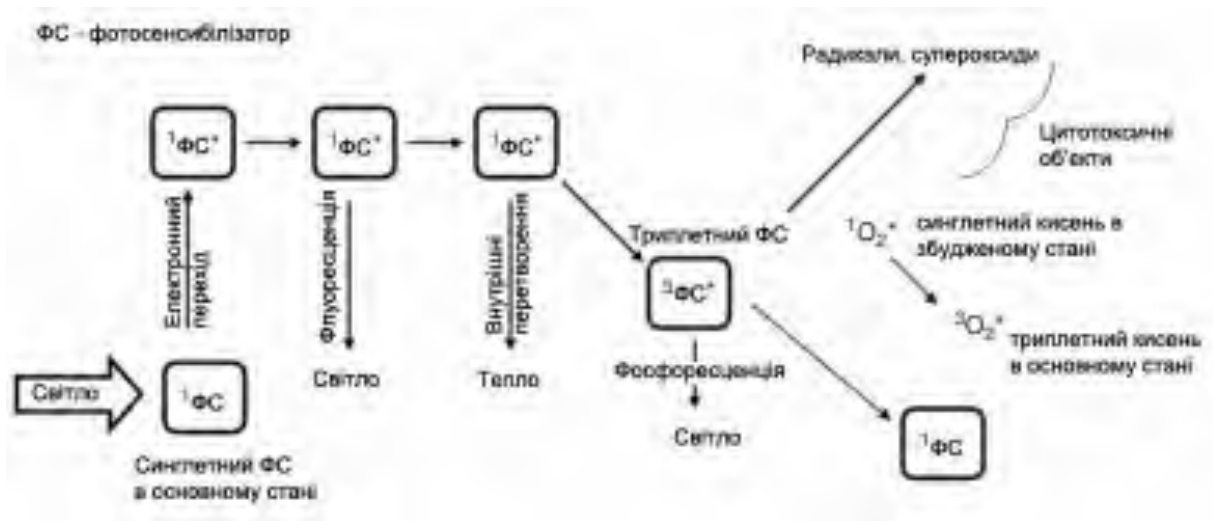 ФС - фотосенсибілізатор
Радикали, супероксиди
Цитотоксичні
об'єкти
¹ФС*
¹ФС*
¹ФС*
Електронний
перехід
Флуоресценція
Внутрішні
перетворення
Триплетний ФС
¹O₂*
синглетний кисень в
збудженому стані
³ФС*
³O₂*
триплетний кисень
в основному стані
Світло
¹ФС
Світло
Тепло
Фосфоресценція
Світло
¹ФС
Синглетний ФС
в основному стані